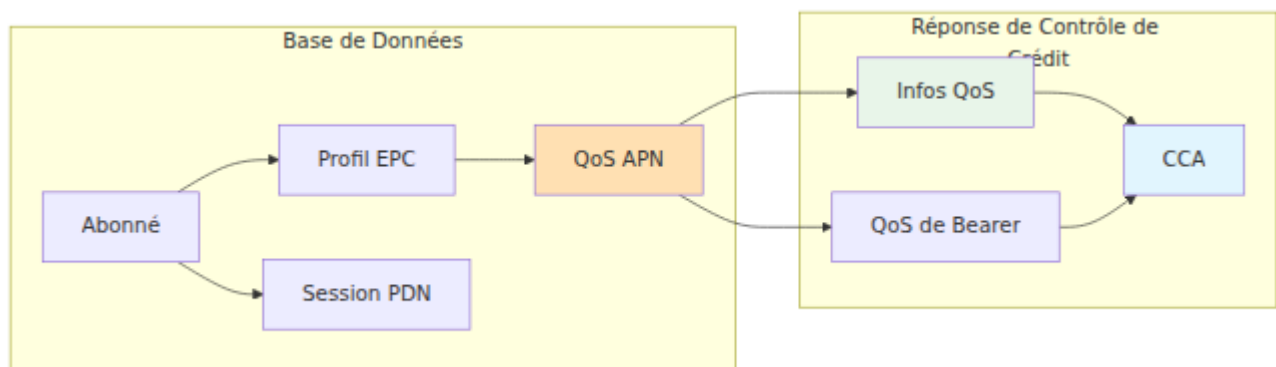 Base de Données
Abonné
Profil EPC
Session PDN
QoS APN
Réponse de Contrôle de
Crédit
Infos QoS
QoS de Bearer
CCA